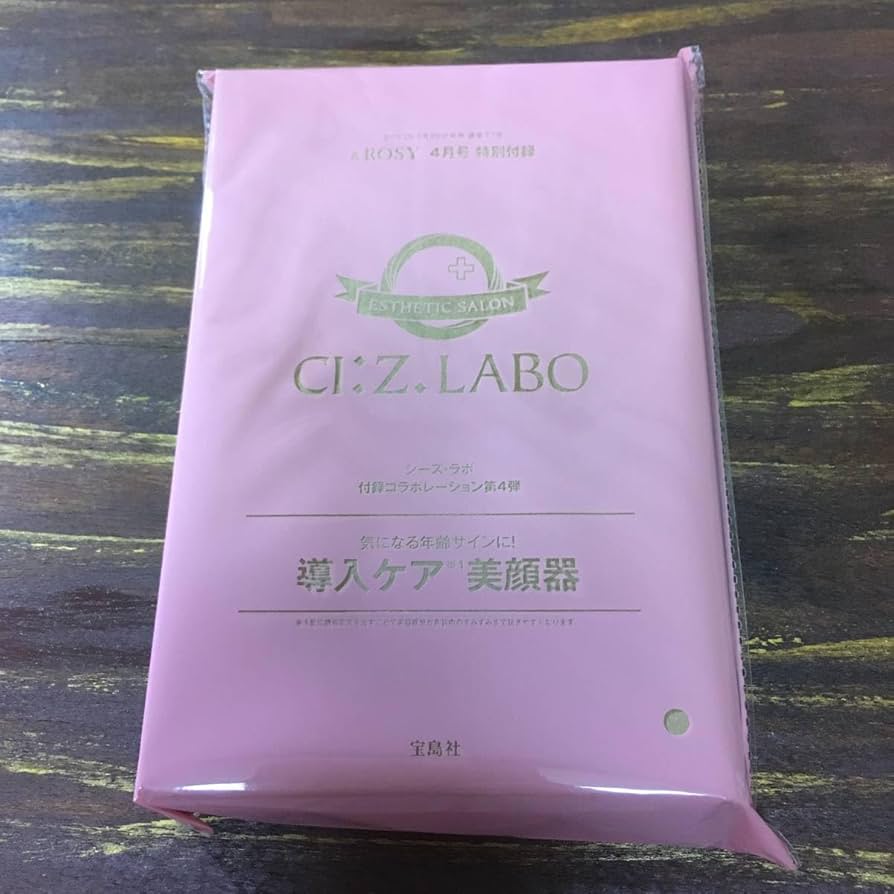 & ROSY 4月号 特別付録
ESTHETIC SALON
CI:Z.LABO
シーズ・ラボ
付録コラボレーション第4弾
気になる年齢サインに!
導入ケア※1美顔器
宝島社